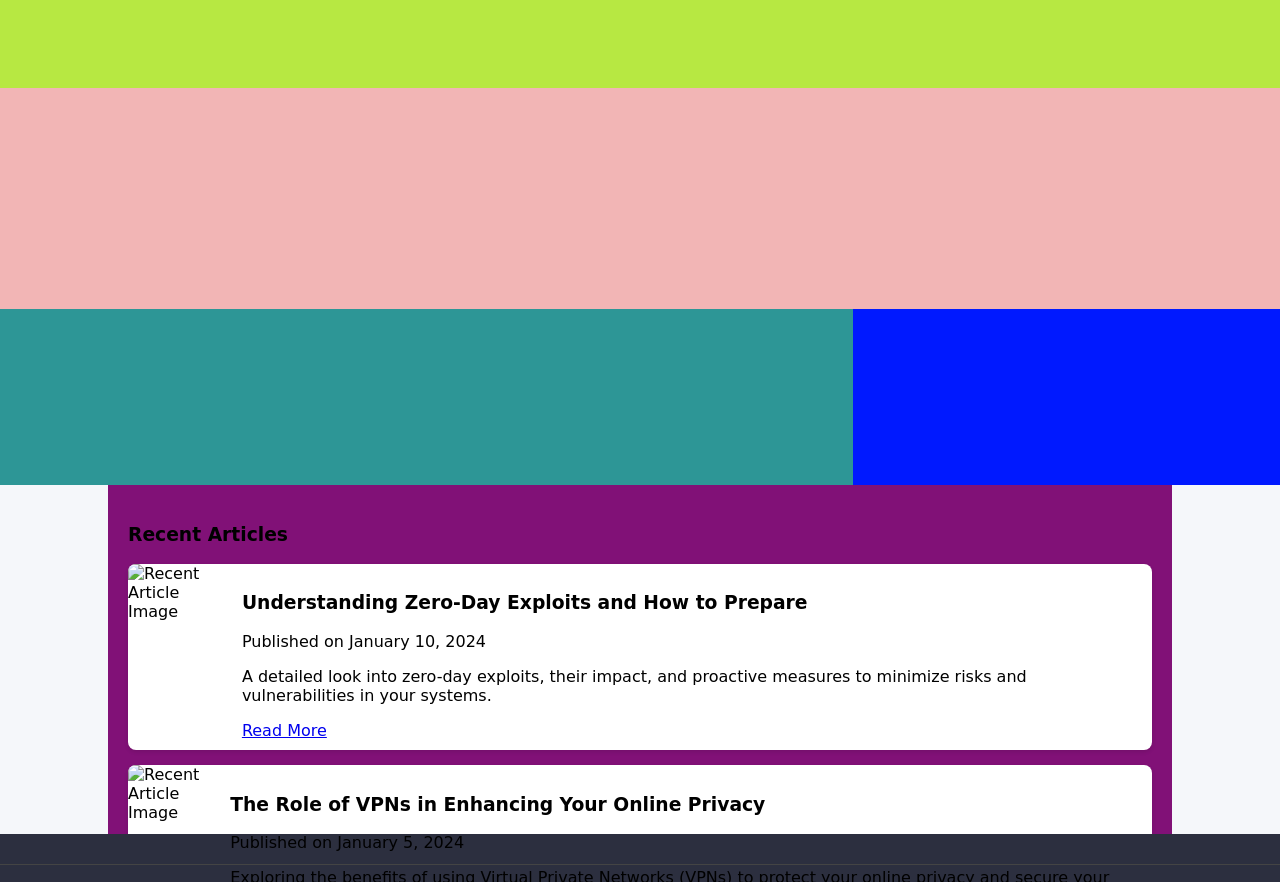 Recent Articles
Recent
Article
Image
Understanding Zero-Day Exploits and How to Prepare
Published on January 10, 2024
A detailed look into zero-day exploits, their impact, and proactive measures to minimize risks and
vulnerabilities in your systems.
Read More
Recent
Article
Image
The Role of VPNs in Enhancing Your Online Privacy
Published on January 5, 2024
Exploring the benefits of using Virtual Private Networks (VPNs) to protect your online privacy and secure your